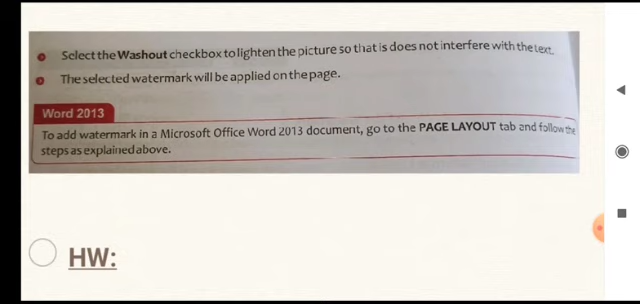 Select the Washout checkbox to lighten the picture so that is does not interfere with the text.
The selected watermark will be applied on the page.
Word 2013
To add watermark in a Microsoft Office Word 2013 document, go to the PAGE LAYOUT tab and follow the
steps as explained above.
HW: